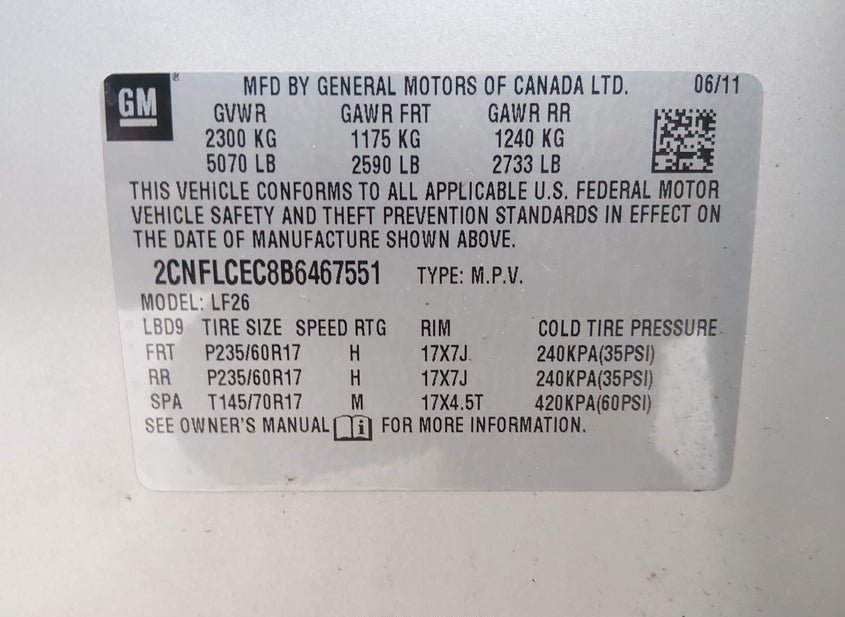 GM MFD BY GENERAL MOTORS OF CANADA LTD. 06/11
GVWR GAWR FRT GAWR RR
2300 KG 1175 KG 1240 KG
5070 LB 2590 LB 2733 LB
THIS VEHICLE CONFORMS TO ALL APPLICABLE U.S. FEDERAL MOTOR
VEHICLE SAFETY AND THEFT PREVENTION STANDARDS IN EFFECT ON
THE DATE OF MANUFACTURE SHOWN ABOVE.
2CNFLCEC8B6467551 TYPE: M.P.V.
MODEL: LF26
LBD9 TIRE SIZE SPEED RTG RIM COLD TIRE PRESSURE
FRT P235/60R17 H 17X7J 240KPA(35PSI)
RR P235/60R17 H 17X7J 240KPA(35PSI)
SPA T145/70R17 M 17X4.5T 420KPA(60PSI)
SEE OWNER'S MANUAL i FOR MORE INFORMATION.